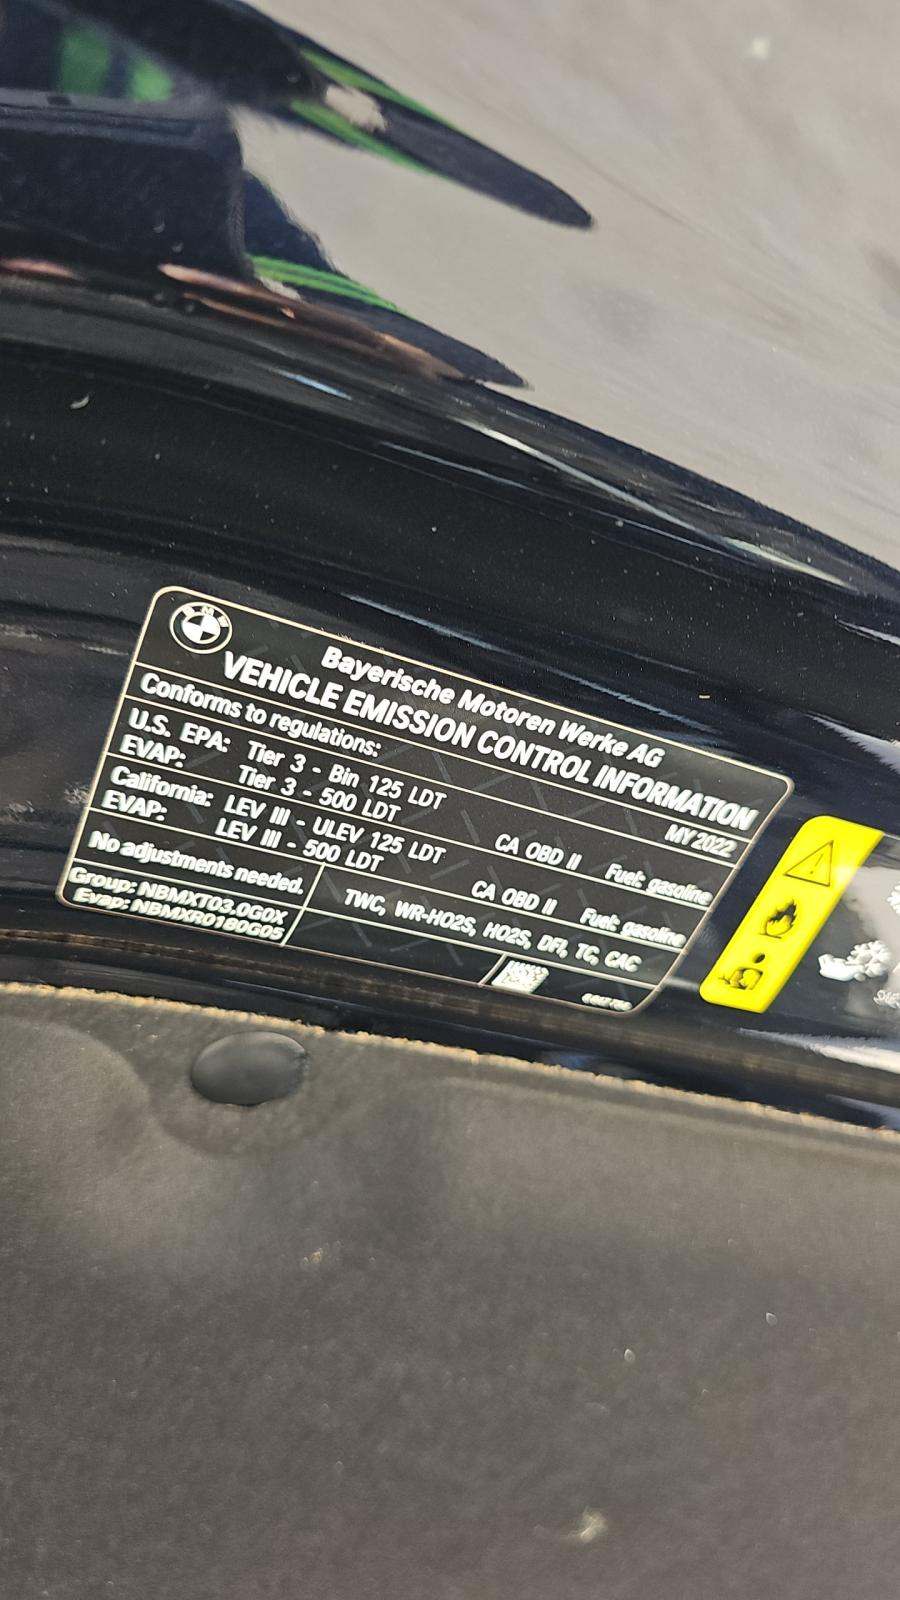 BMW
Bayerische Motoren Werke AG
VEHICLE EMISSION CONTROL INFORMATION
Conforms to regulations: MY 2022
U.S. EPA: Tier 3 - Bin 125 LDT CA OBD II Fuel: gasoline
EVAP: Tier 3 - 500 LDT
California: LEV III - ULEV 125 LDT CA OBD II Fuel: gasoline
EVAP: LEV III - 500 LDT
No adjustments needed. TWC, WR-HO2S, HO2S, DFI, TC, CAC
Group: NBMXT03.0G0X
Evap: NBMXR0180G05